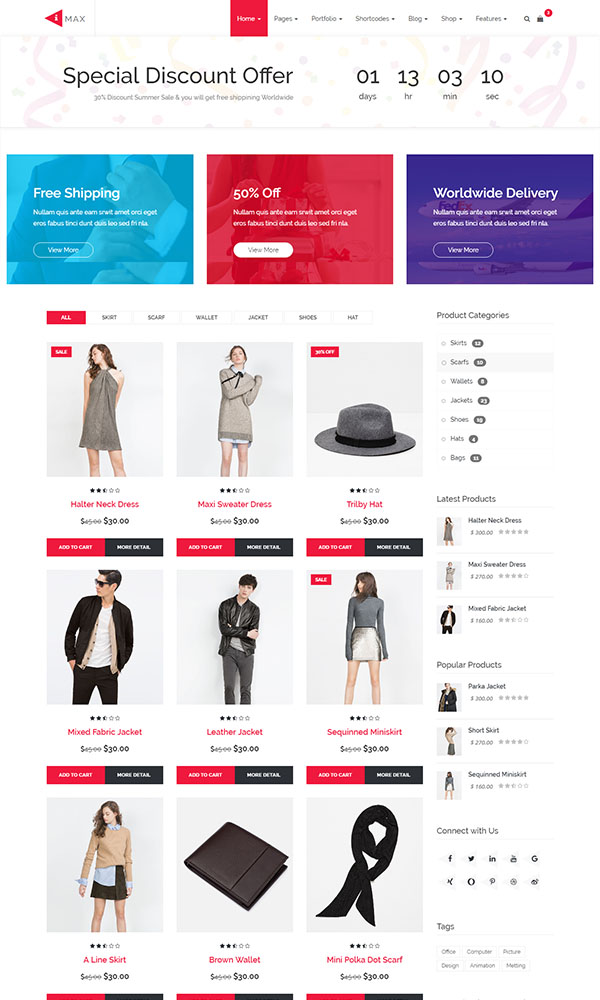 i MAX
Home Pages Portfolio Shortcodes Blog Shop Features 3
Special Discount Offer
30% Discount Summer Sale & you will get free shippining Worldwide
01 13 03 10
days hr min sec
Free Shipping
Nullam quis ante eam srwit amet orci eget
eros fabus tinci dunt duis leo sed fri nla.
View More
50% Off
Nullam quis ante eam srwit amet orci eget
eros fabus tinci dunt duis leo sed fri nla.
View More
Worldwide Delivery
Nullam quis ante eam srwit amet orci eget
eros fabus tinci dunt duis leo sed fri nla.
View More
FedEx
ALL SKIRT SCARF WALLET JACKET SHOES HAT
SALE
Halter Neck Dress
$45.00 $30.00
ADD TO CART MORE DETAIL
Maxi Sweater Dress
$45.00 $30.00
ADD TO CART MORE DETAIL
30% OFF
Trilby Hat
$45.00 $30.00
ADD TO CART MORE DETAIL
Mixed Fabric Jacket
$45.00 $30.00
ADD TO CART MORE DETAIL
Leather Jacket
$45.00 $30.00
ADD TO CART MORE DETAIL
SALE
Sequinned Miniskirt
$45.00 $30.00
ADD TO CART MORE DETAIL
A Line Skirt
$45.00 $30.00
Brown Wallet
$45.00 $30.00
Mini Polka Dot Scarf
$45.00 $30.00
Product Categories
Skirts 12
Scarfs 10
Wallets 8
Jackets 23
Shoes 19
Hats 4
Bags 11
Latest Products
Halter Neck Dress
$ 300.00
Maxi Sweater Dress
$ 270.00
Mixed Fabric Jacket
$ 160.00
Popular Products
Parka Jacket
$ 300.00
Short Skirt
$ 270.00
Sequinned Miniskirt
$ 160.00
Connect with Us
Tags
Office Computer Picture
Design Animation Metting